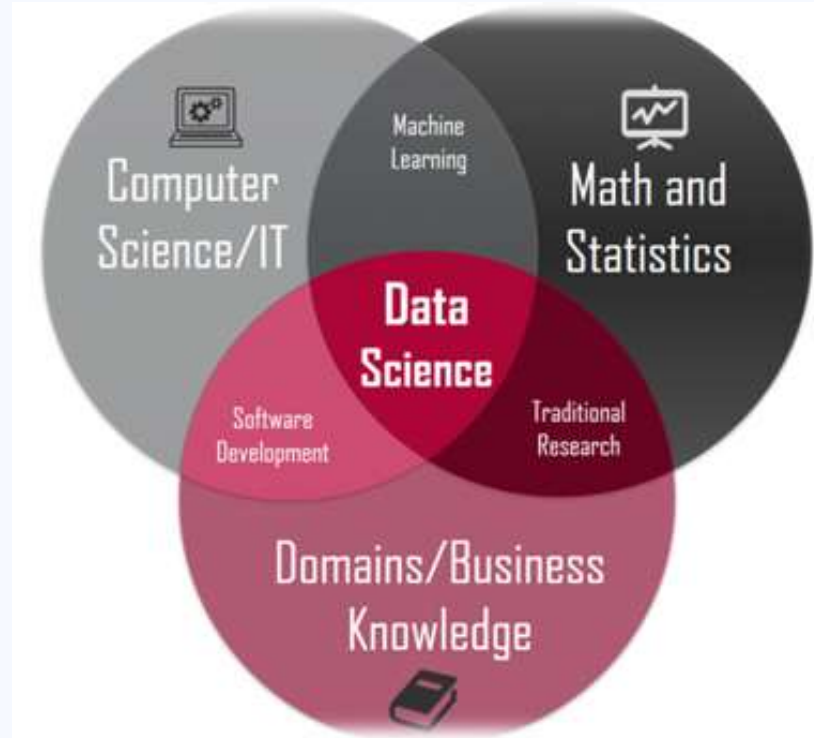 Machine
Learning
Computer
Science/IT
Math and
Statistics
Data
Science
Software
Development
Traditional
Research
Domains/Business
Knowledge